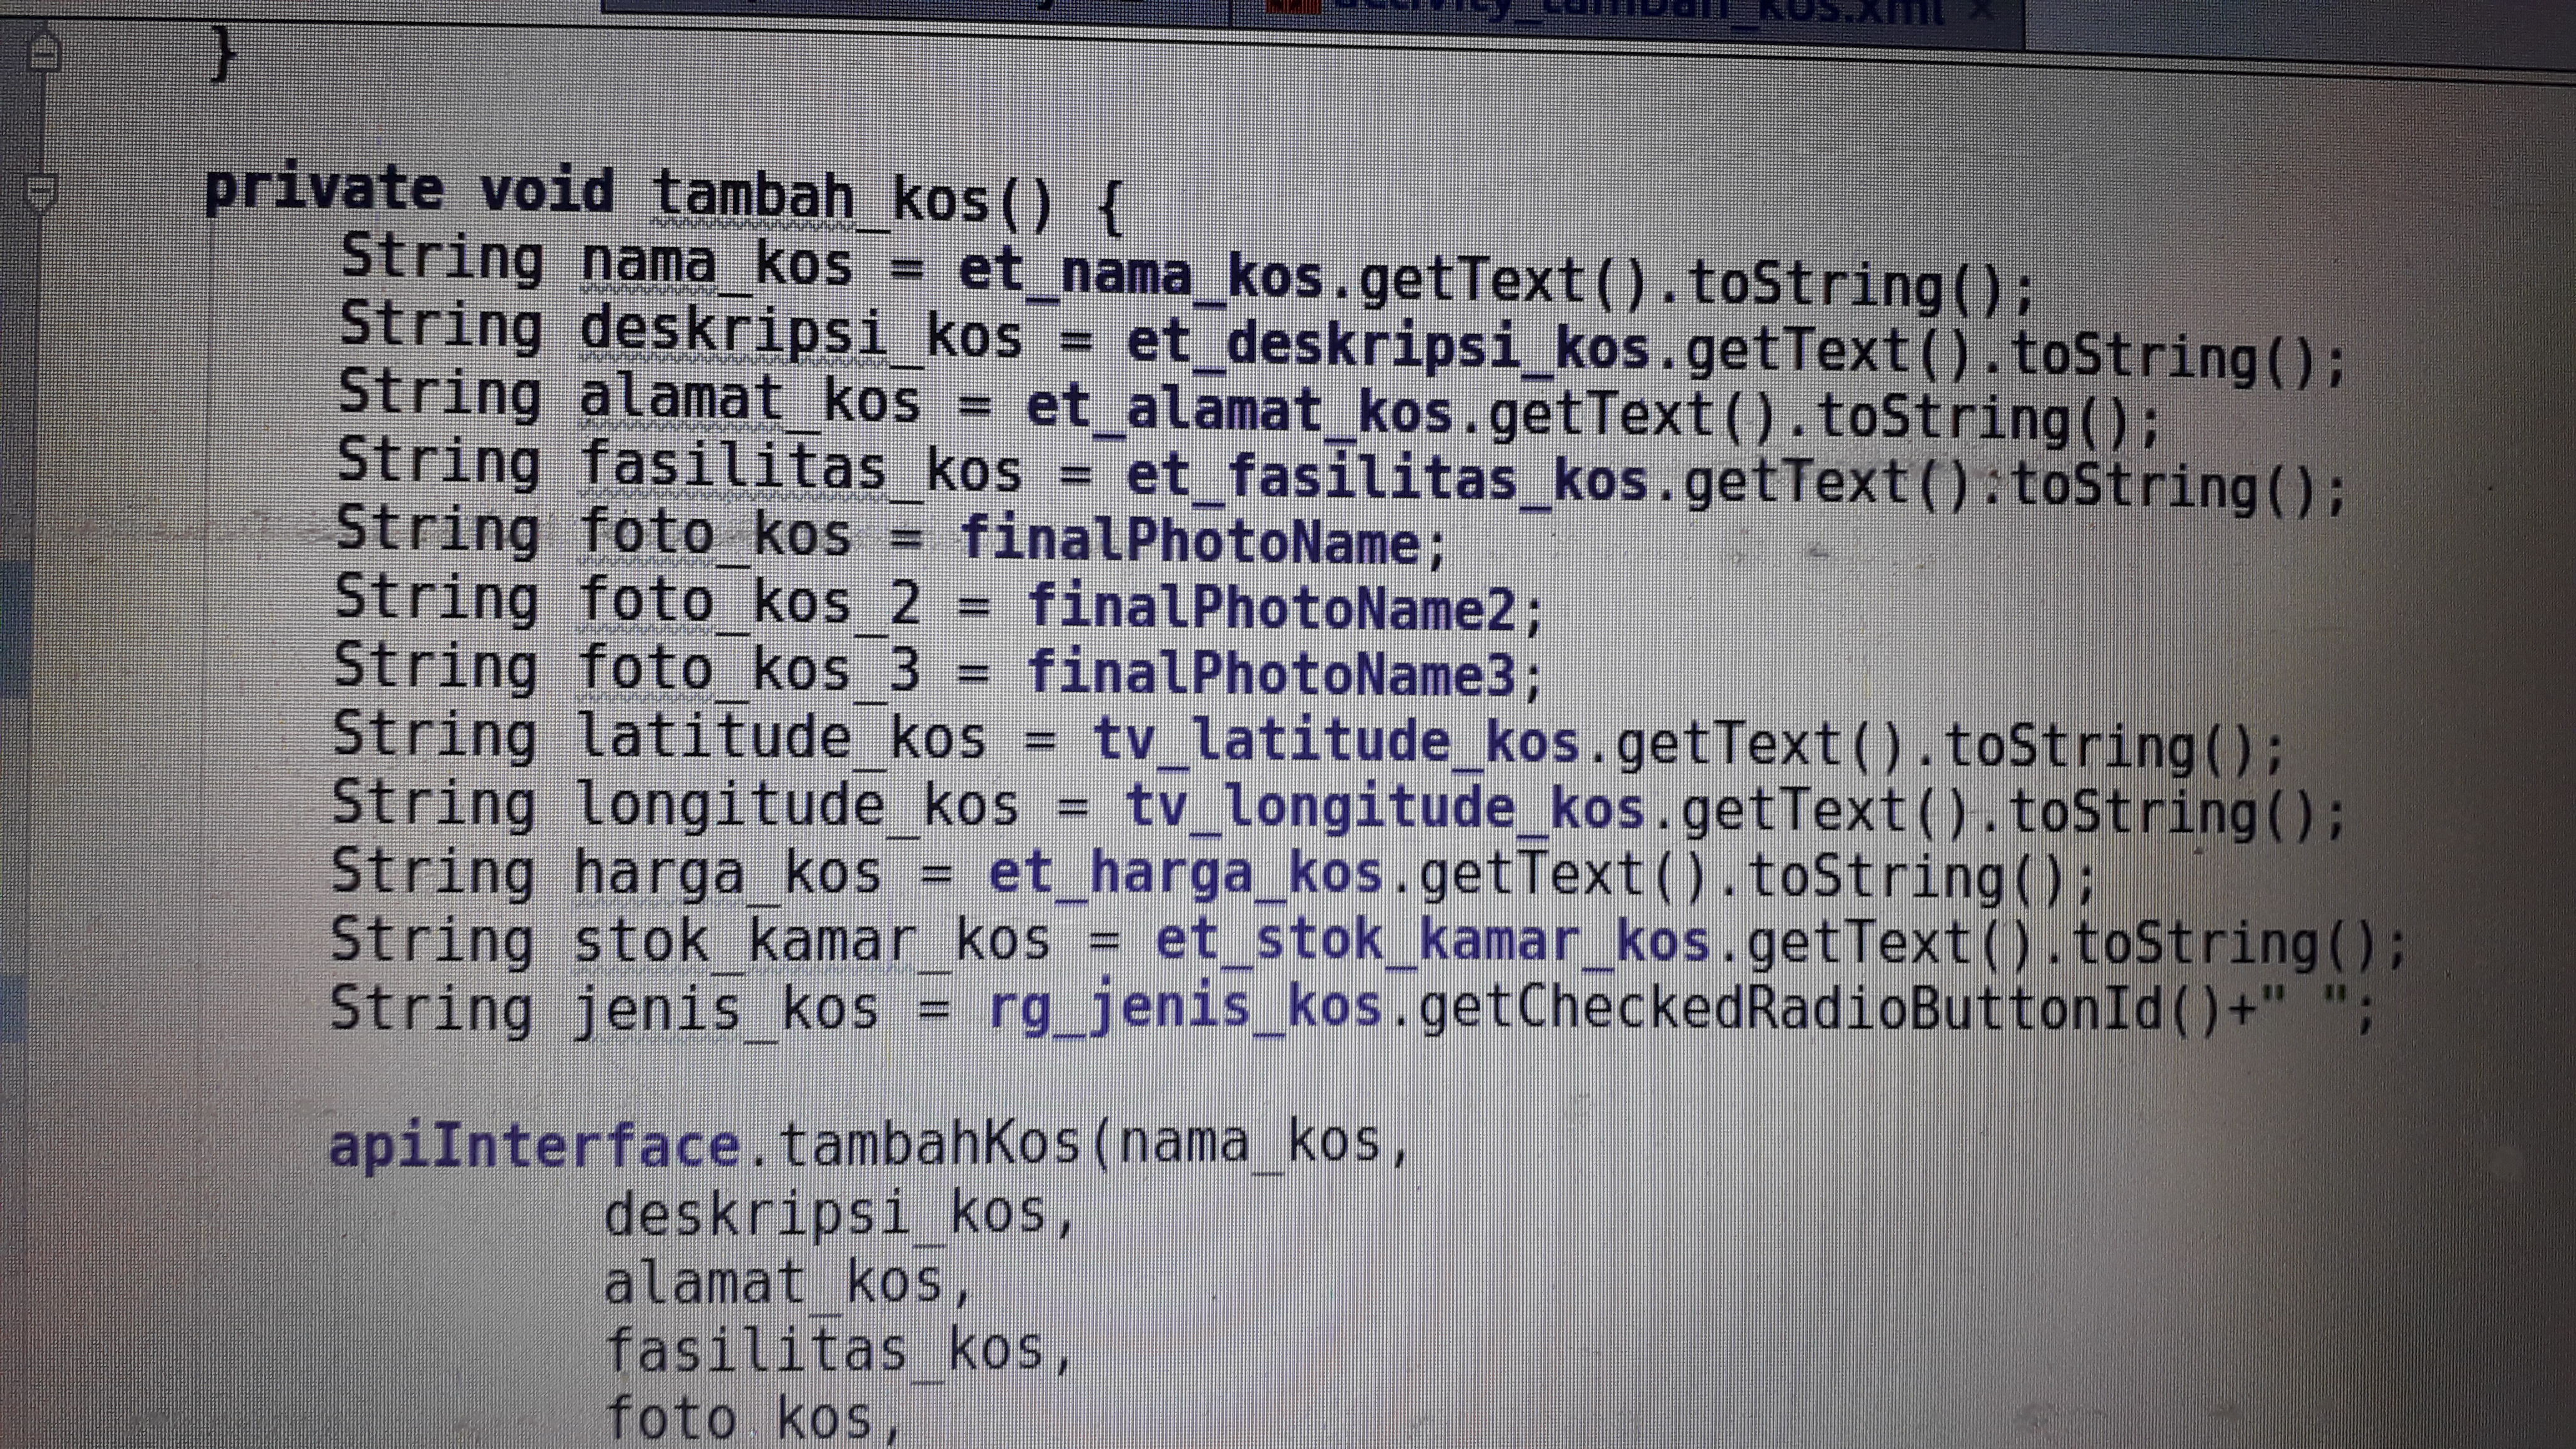 activity_tambah_kos.xml ×
}
private void tambah_kos() {
String nama_kos = et_nama_kos.getText().toString();
String deskripsi_kos = et_deskripsi_kos.getText().toString();
String alamat_kos = et_alamat_kos.getText().toString();
String fasilitas_kos = et_fasilitas_kos.getText().toString();
String foto_kos = finalPhotoName;
String foto_kos_2 = finalPhotoName2;
String foto_kos_3 = finalPhotoName3;
String latitude_kos = tv_latitude_kos.getText().toString();
String longitude_kos = tv_longitude_kos.getText().toString();
String harga_kos = et_harga_kos.getText().toString();
String stok_kamar_kos = et_stok_kamar_kos.getText().toString();
String jenis_kos = rg_jenis_kos.getCheckedRadioButtonId()+" ";
apiInterface.tambahKos(nama_kos,
deskripsi_kos,
alamat_kos,
fasilitas_kos,
foto_kos,